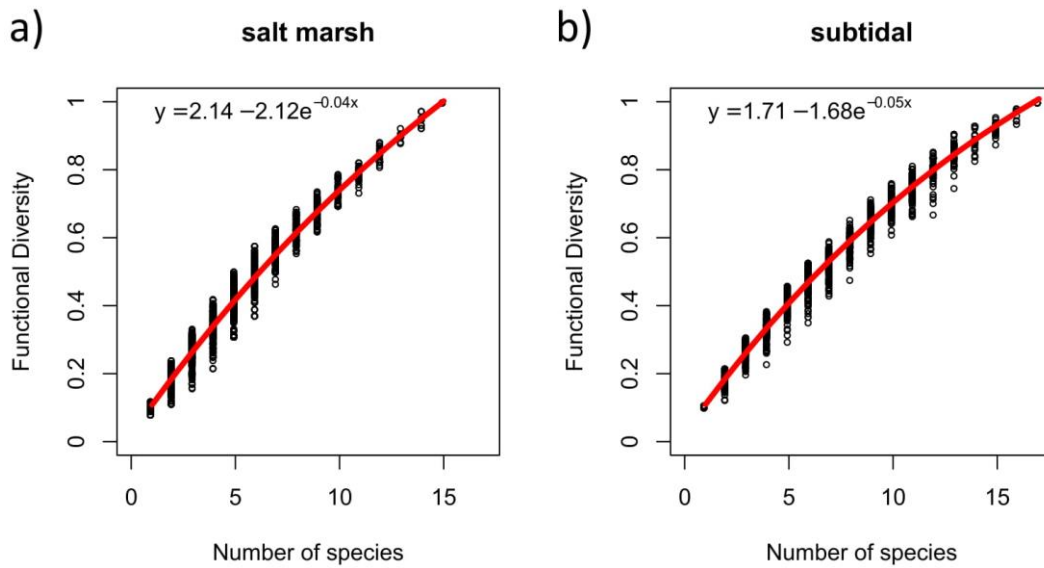 a)
salt marsh
y =2.14 −2.12e^−0.04x
Functional Diversity
1
0.8
0.6
0.4
0.2
0
0 5 10 15
Number of species
b)
subtidal
y =1.71 −1.68e^−0.05x
Functional Diversity
1
0.8
0.6
0.4
0.2
0
0 5 10 15
Number of species